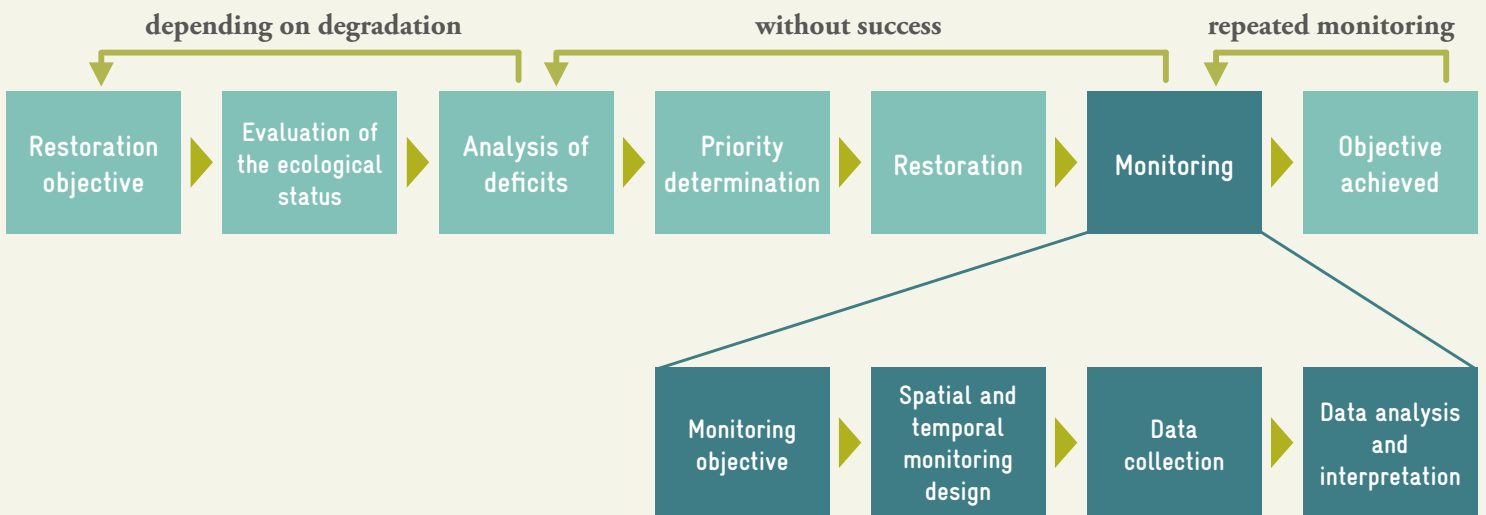 depending on degradation
without success
repeated monitoring
Restoration
objective
Evaluation of
the ecological
status
Analysis of
deficits
Priority
determination
Restoration
Monitoring
Objective
achieved
Monitoring
objective
Spatial and
temporal
monitoring
design
Data
collection
Data analysis
and
interpretation